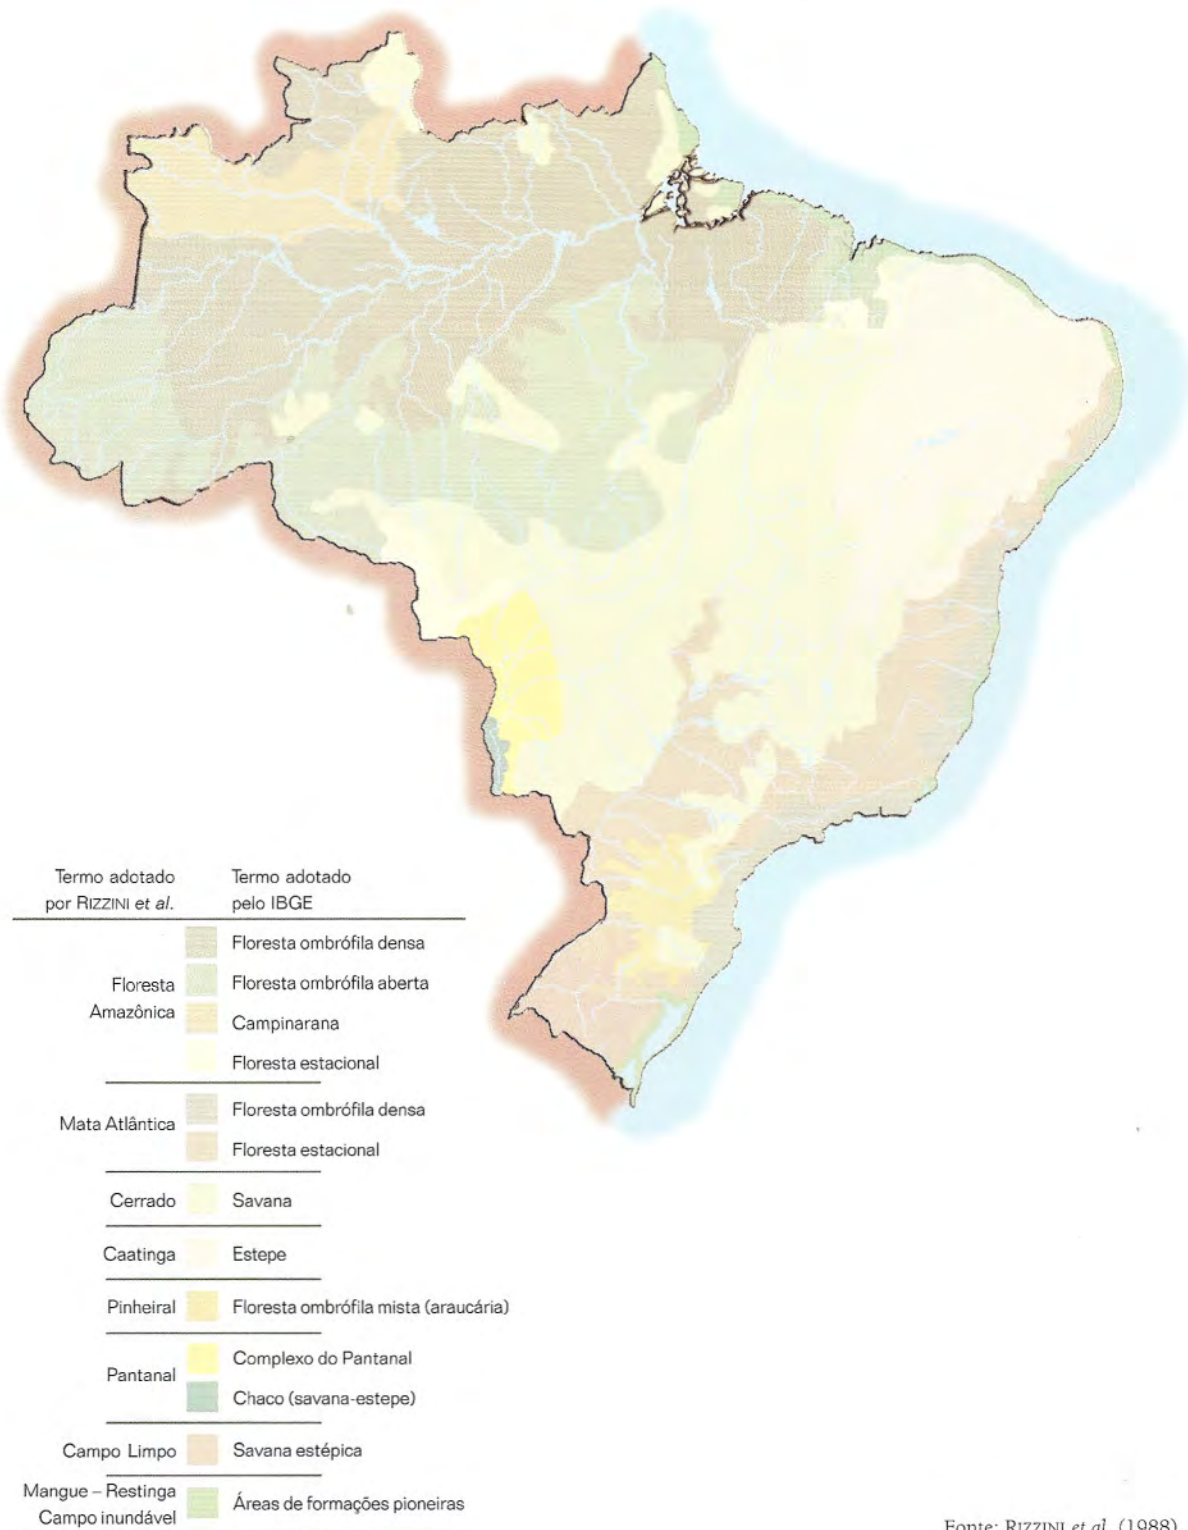 Termo adotado
por RIZZINI et al.
Termo adotado
pelo IBGE
Floresta
Amazônica
Floresta ombrófila densa
Floresta ombrófila aberta
Campinarana
Floresta estacional
Mata Atlântica
Floresta ombrófila densa
Floresta estacional
Cerrado
Savana
Caatinga
Estepe
Pinheiral
Floresta ombrófila mista (araucária)
Pantanal
Complexo do Pantanal
Chaco (savana-estepe)
Campo Limpo
Savana estépica
Mangue – Restinga
Campo inundável
Áreas de formações pioneiras
Fonte: RIZZINI et al. (1988)